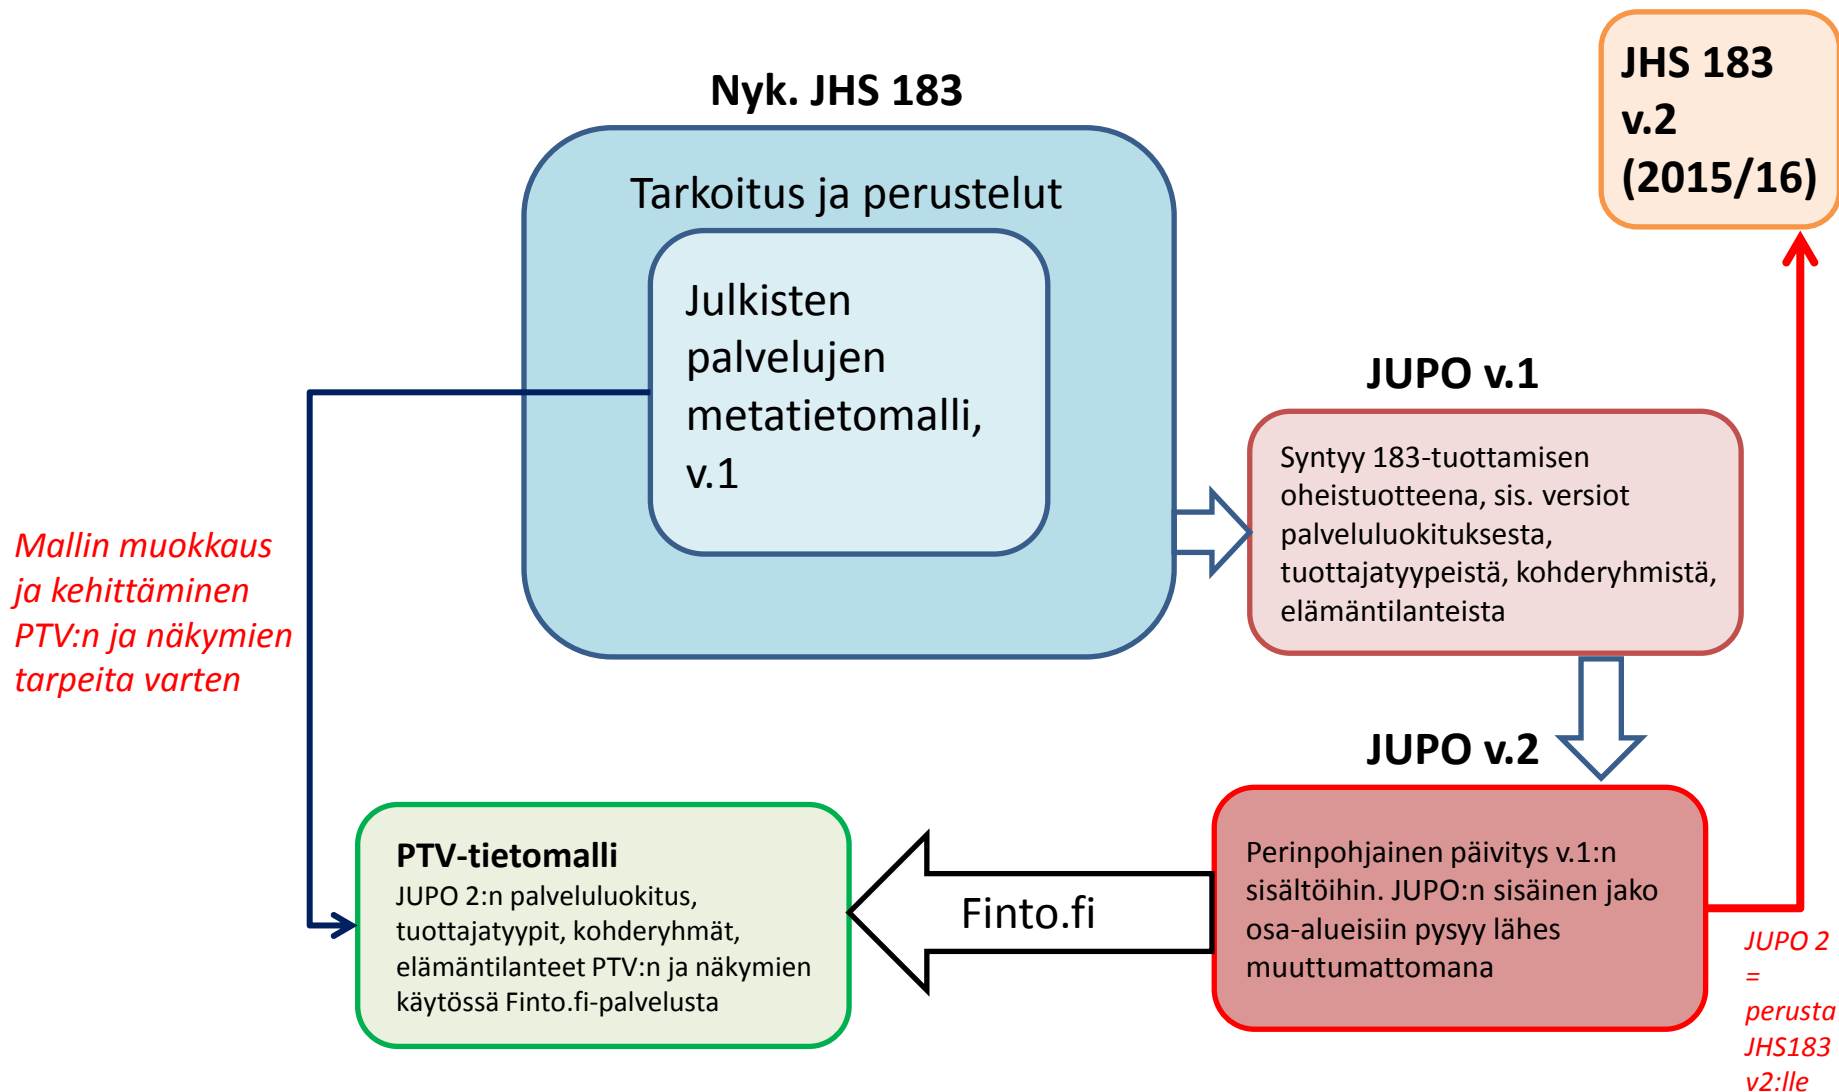 Nyk. JHS 183
Tarkoitus ja perustelut
Julkisten
palvelujen
metatietomalli,
v.1
JHS 183
v.2
(2015/16)
JUPO v.1
Syntyy 183-tuottamisen
oheistuotteena, sis. versiot
palveluluokituksesta,
tuottajatyypeistä, kohderyhmistä,
elämäntilanteista
Mallin muokkaus
ja kehittäminen
PTV:n ja näkymien
tarpeita varten
JUPO v.2
Perinpohjainen päivitys v.1:n
sisältöihin. JUPO:n sisäinen jako
osa-alueisiin pysyy lähes
muuttumattomana
Finto.fi
PTV-tietomalli
JUPO 2:n palveluluokitus,
tuottajatyypit, kohderyhmät,
elämäntilanteet PTV:n ja näkymien
käytössä Finto.fi-palvelusta
JUPO 2
=
perusta
JHS183
v2:lle